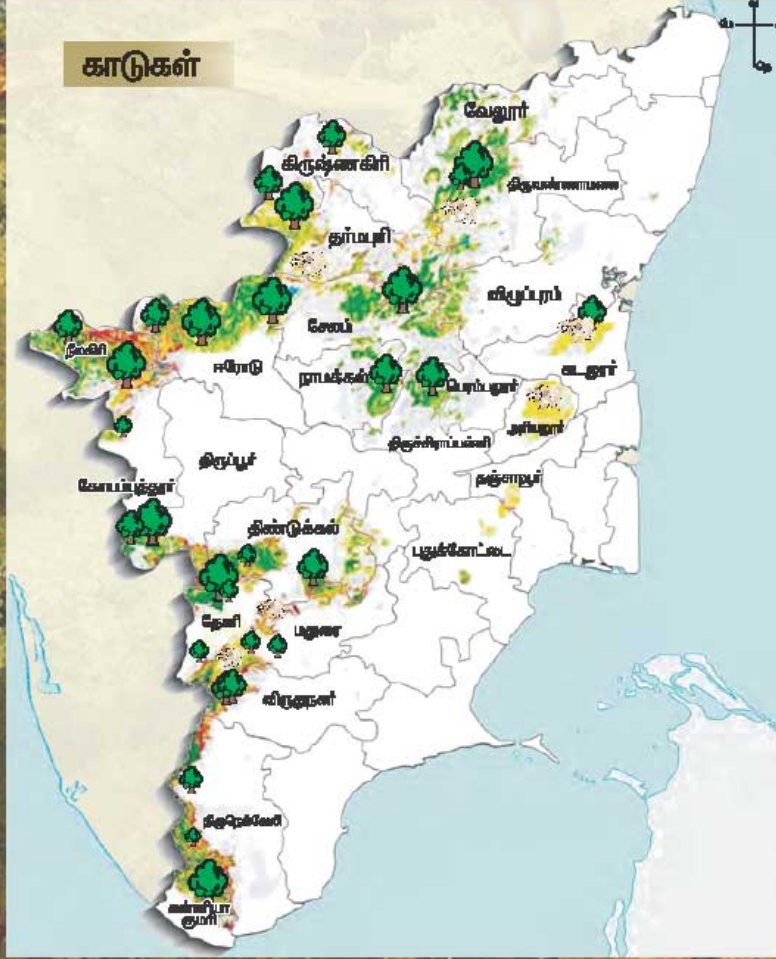 காடுகள்
வேலூர்
கிருஷ்ணகிரி
திருவண்ணாமலை
தர்மபுரி
விழுப்புரம்
சேலம்
நீலகிரி
ஈரோடு
நாமக்கல்
பெரம்பலூர்
கடலூர்
அரியலூர்
திருச்சிராப்பள்ளி
திருப்பூர்
தஞ்சாவூர்
கோயம்புத்தூர்
திண்டுக்கல்
புதுக்கோட்டை
தேனி
மதுரை
விருதுநகர்
திருநெல்வேலி
கன்னியா
குமரி